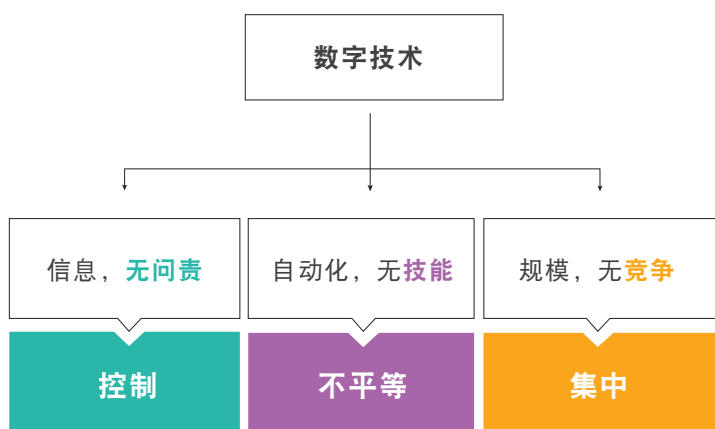 数字技术
信息，无问责
自动化，无技能
规模，无竞争
控制
不平等
集中